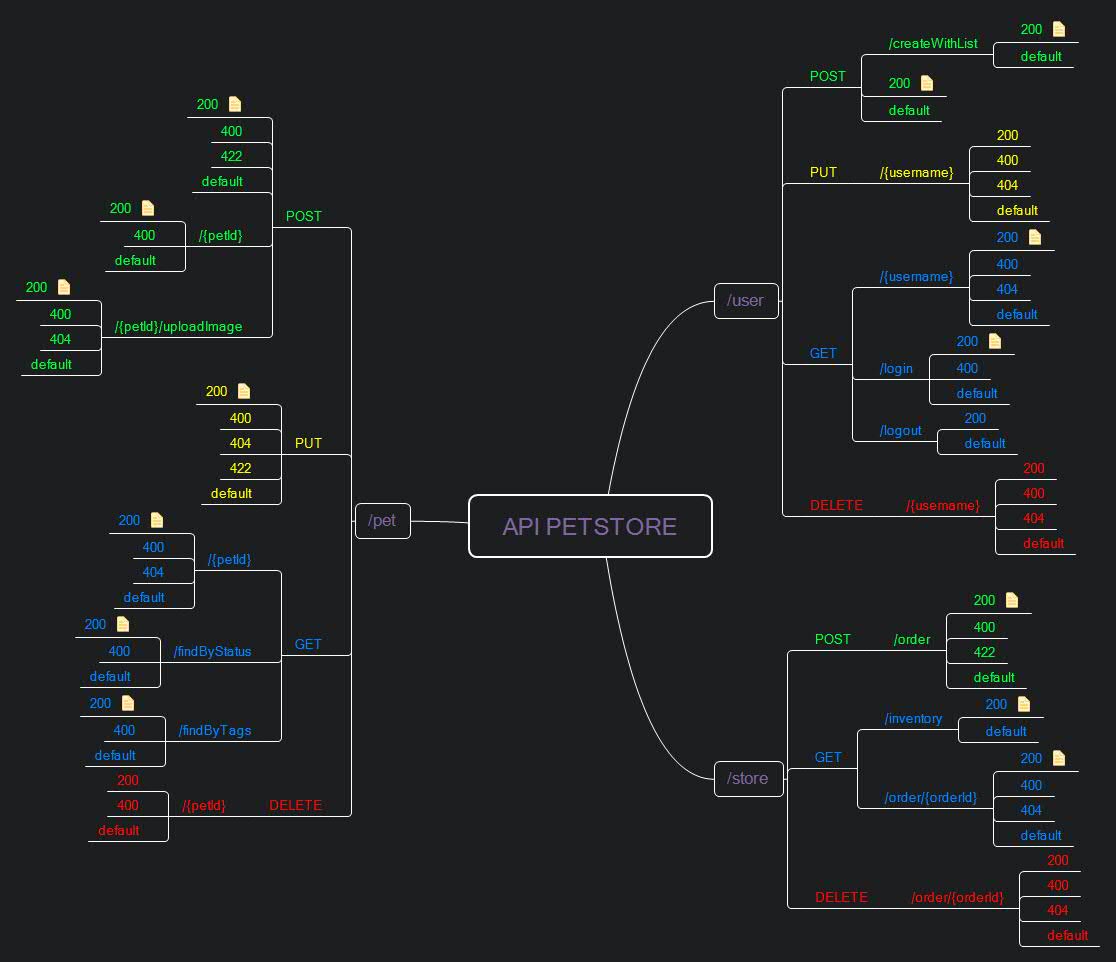 API PETSTORE
/pet
POST
200
400
422
default
/{petId}
200
400
default
/{petId}/uploadImage
200
400
404
default
PUT
200
400
404
422
default
GET
/{petId}
200
400
404
default
/findByStatus
200
400
default
/findByTags
200
400
default
DELETE
/{petId}
200
400
default
/user
POST
/createWithList
200
default
200
default
PUT
/{username}
200
400
404
default
GET
/{username}
200
400
404
default
/login
200
400
default
/logout
200
default
DELETE
/{username}
200
400
404
default
/store
POST
/order
200
400
422
default
GET
/inventory
200
default
/order/{orderId}
200
400
404
default
DELETE
/order/{orderId}
200
400
404
default